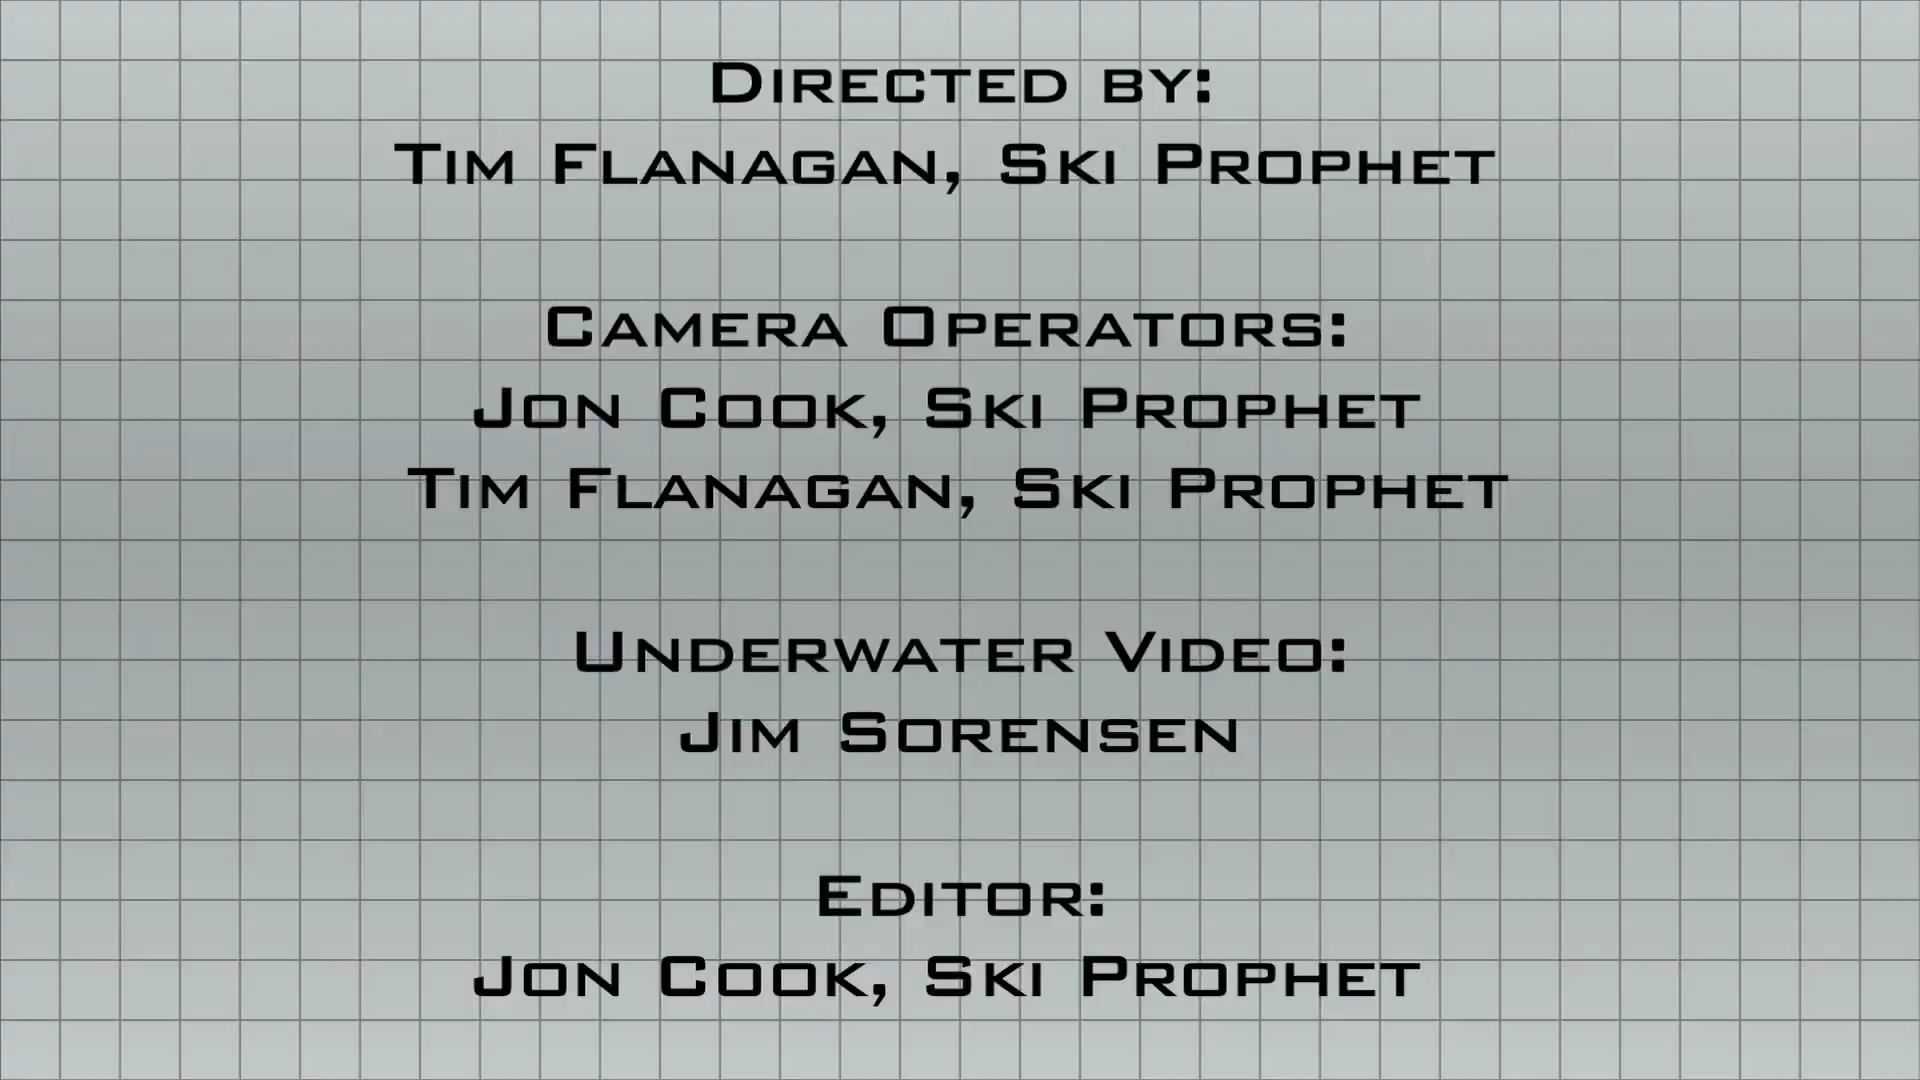 Directed by:
Tim Flanagan, Ski Prophet
Camera Operators:
Jon Cook, Ski Prophet
Tim Flanagan, Ski Prophet
Underwater Video:
Jim Sorensen
Editor:
Jon Cook, Ski Prophet